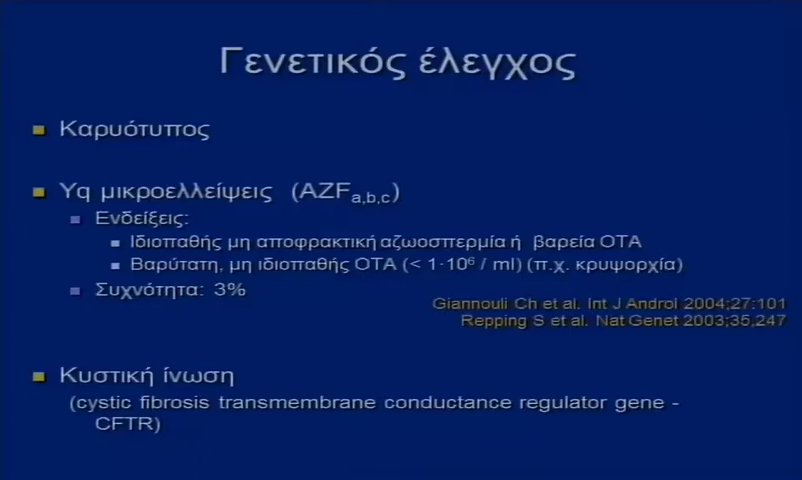 Γενετικός έλεγχος
Καρυότυπος
Yq μικροελλείψεις (AZFa,b,c)
Ενδείξεις:
Ιδιοπαθής μη αποφρακτική αζωοσπερμία ή βαρεία ΟΤΑ
Βαρύτατη, μη ιδιοπαθής ΟΤΑ (< 1·10⁶ / ml) (π.χ. κρυψορχία)
Συχνότητα: 3%
Giannouli Ch et al. Int J Androl 2004;27:101
Repping S et al. Nat Genet 2003;35,247
Κυστική ίνωση
(cystic fibrosis transmembrane conductance regulator gene -
CFTR)